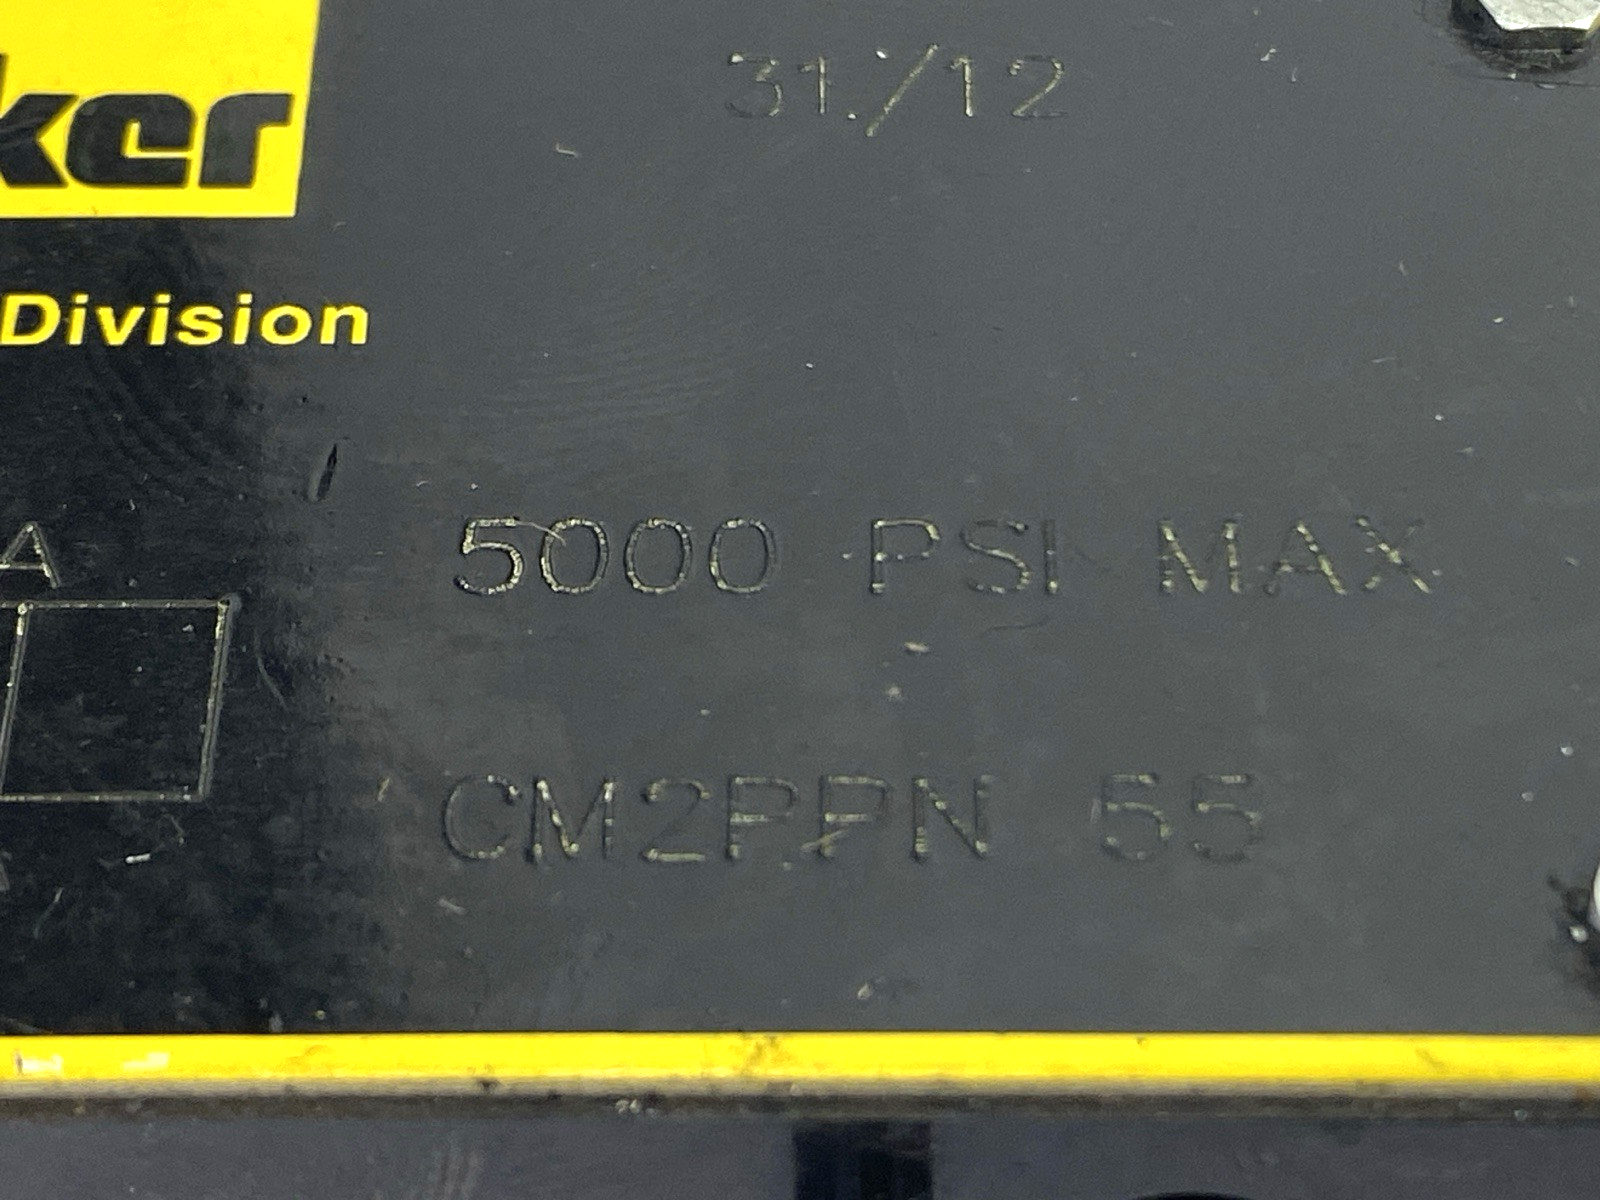 ker
31./12
Division
A
5000 PSI MAX
CM2PPN 55